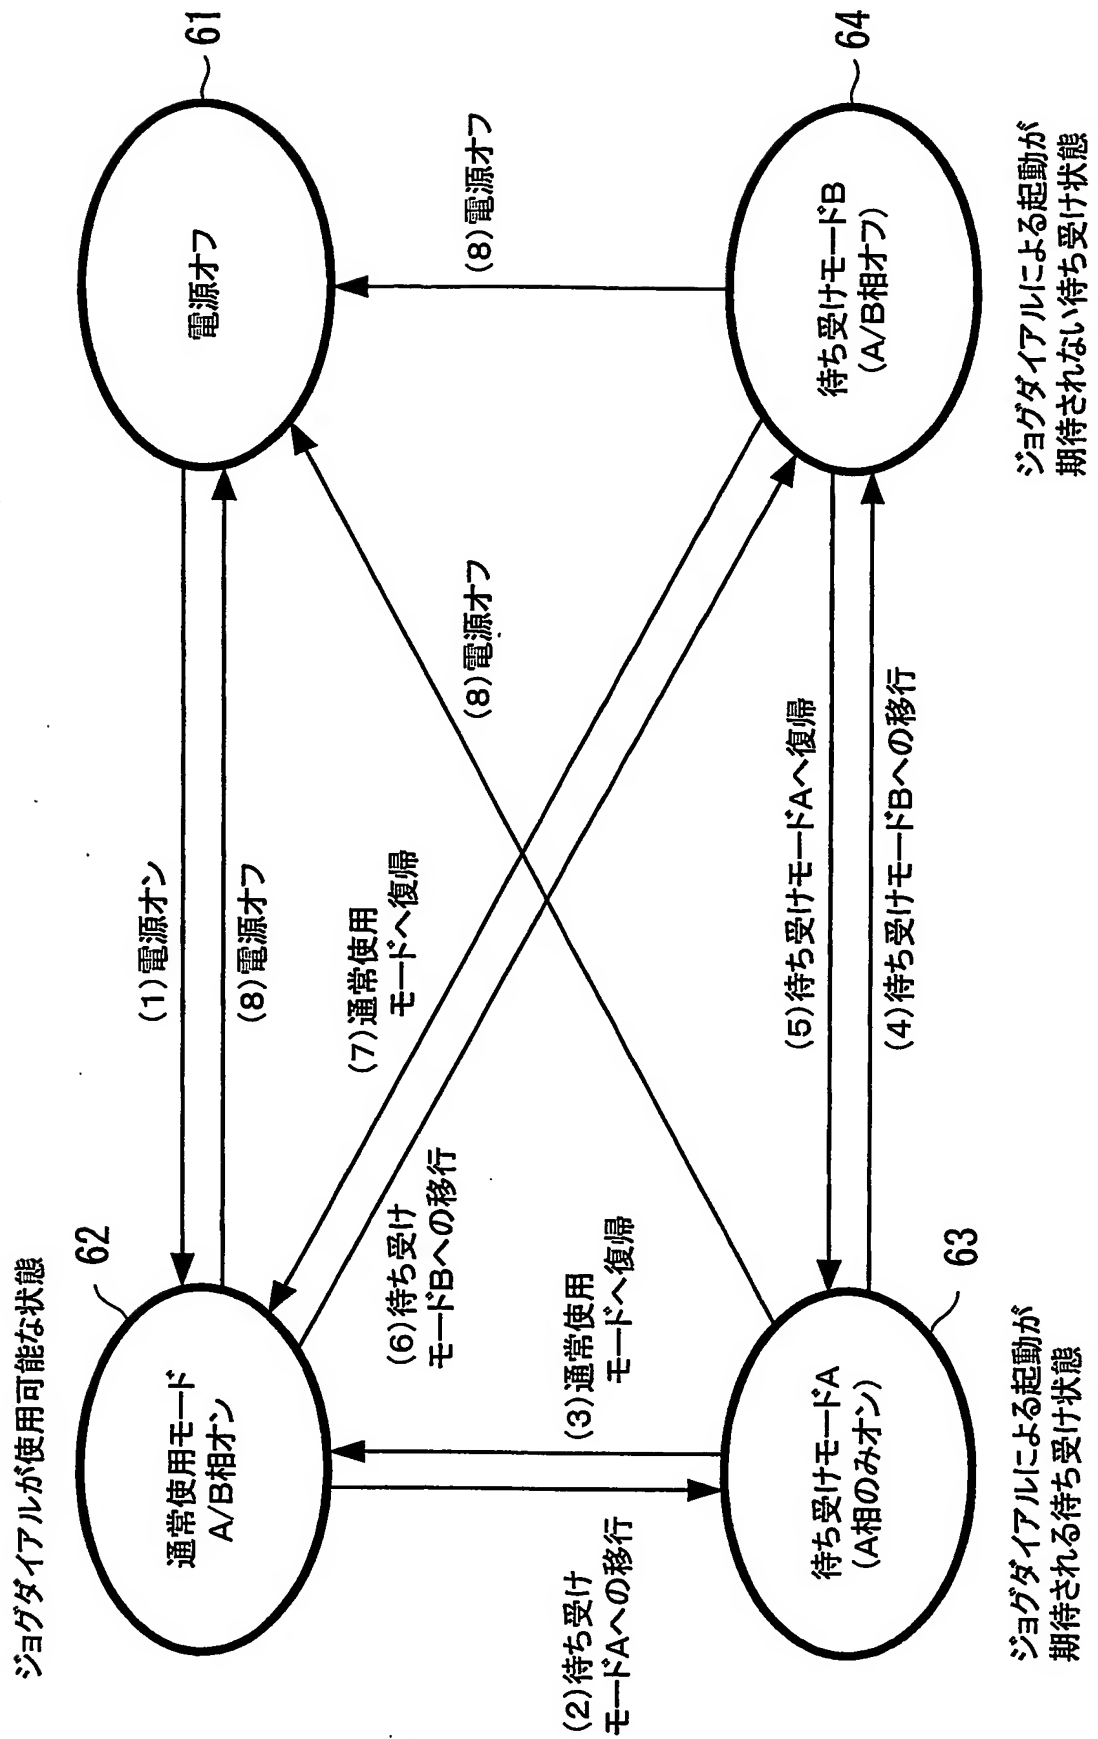 ジョグダイアルが使用可能な状態
62
通常使用モード
A/B相オン
(1)電源オン
(8)電源オフ
61
電源オフ
(7)通常使用
モードへ復帰
(6)待ち受け
モードBへの移行
(8)電源オフ
(8)電源オフ
(2)待ち受け
モードAへの移行
(3)通常使用
モードへ復帰
63
待ち受けモードA
(A相のみオン)
(5)待ち受けモードAへ復帰
(4)待ち受けモードBへの移行
64
待ち受けモードB
(A/B相オフ)
ジョグダイアルによる起動が
期待される待ち受け状態
ジョグダイアルによる起動が
期待されない待ち受け状態